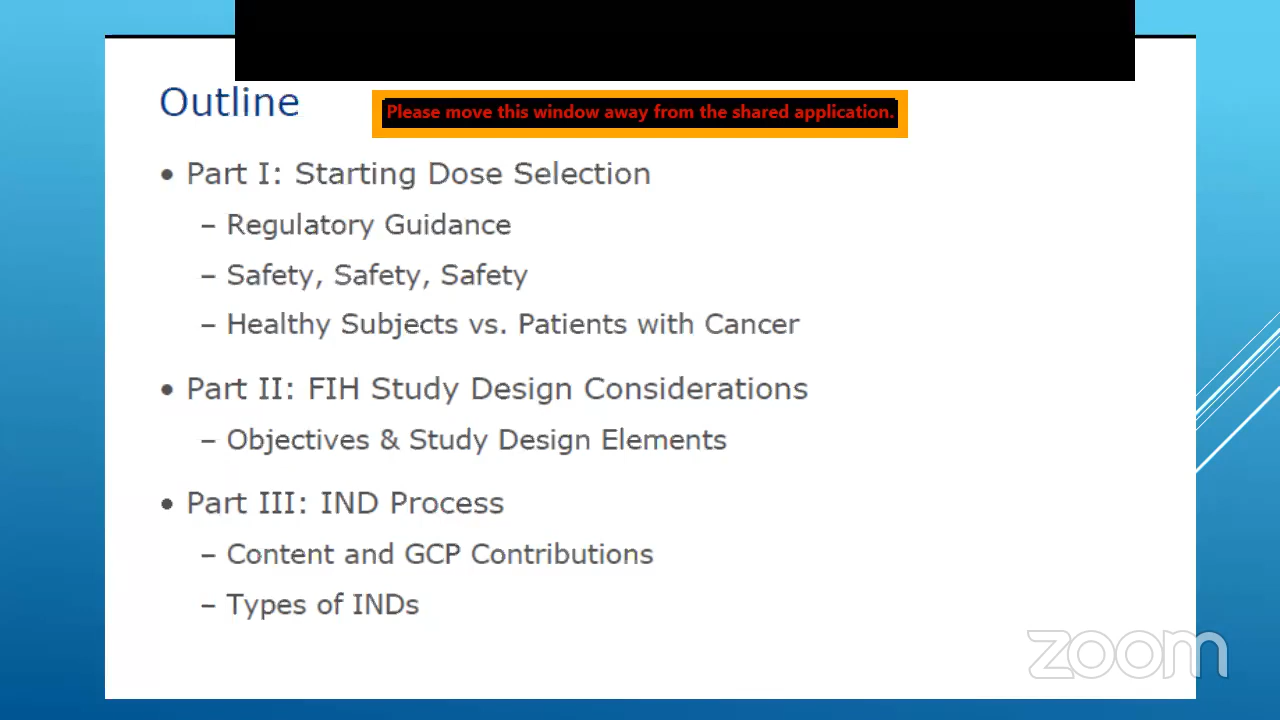 Outline
Please move this window away from the shared application.
• Part I: Starting Dose Selection
– Regulatory Guidance
– Safety, Safety, Safety
– Healthy Subjects vs. Patients with Cancer
• Part II: FIH Study Design Considerations
– Objectives & Study Design Elements
• Part III: IND Process
– Content and GCP Contributions
– Types of INDs
zoom